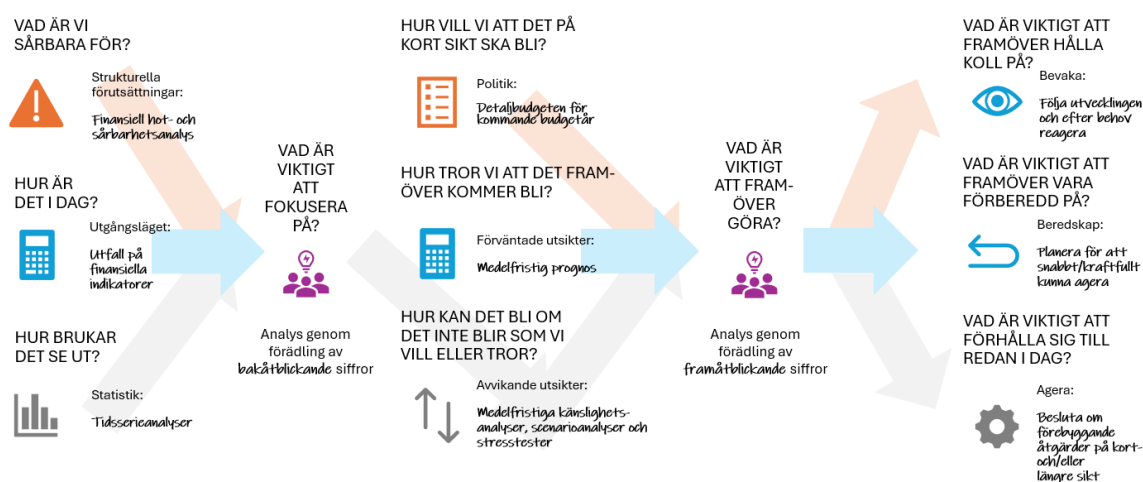 VAD ÄR VI
SÅRBARA FÖR?
Strukturella
förutsättningar:
Finansiell hot- och
sårbarhetsanalys
HUR ÄR
DET I DAG?
Utgångsläget:
Utfall på
finansiella
indikatorer
HUR BRUKAR
DET SE UT?
Statistik:
Tidsserieanalyser
VAD ÄR
VIKTIGT
ATT
FOKUSERA
PÅ?
Analys genom
förädling av
bakåtblickande siffror
HUR VILL VI ATT DET PÅ
KORT SIKT SKA BLI?
Politik:
Detaljbudgeten för
kommande budgetår
HUR TROR VI ATT DET FRAM-
ÖVER KOMMER BLI?
Förväntade utsikter:
Medelfristig prognos
HUR KAN DET BLI OM
DET INTE BLIR SOM VI
VILL ELLER TROR?
Avvikande utsikter:
Medelfristiga känslighets-
analyser, scenarioanalyser och
stresstester
VAD ÄR
VIKTIGT
ATT FRAM-
ÖVER
GÖRA?
Analys genom
förädling av
framåtblickande siffror
VAD ÄR VIKTIGT ATT
FRAMÖVER HÅLLA
KOLL PÅ?
Bevaka:
Följa utvecklingen
och efter behov
reagera
VAD ÄR VIKTIGT ATT
FRAMÖVER VARA
FÖRBEREDD PÅ?
Beredskap:
Planera för att
snabbt/kraftfullt
kunna agera
VAD ÄR VIKTIGT ATT
FÖRHÅLLA SIG TILL
REDAN I DAG?
Agera:
Besluta om
förebyggande
åtgärder på kort-
och/eller
längre sikt